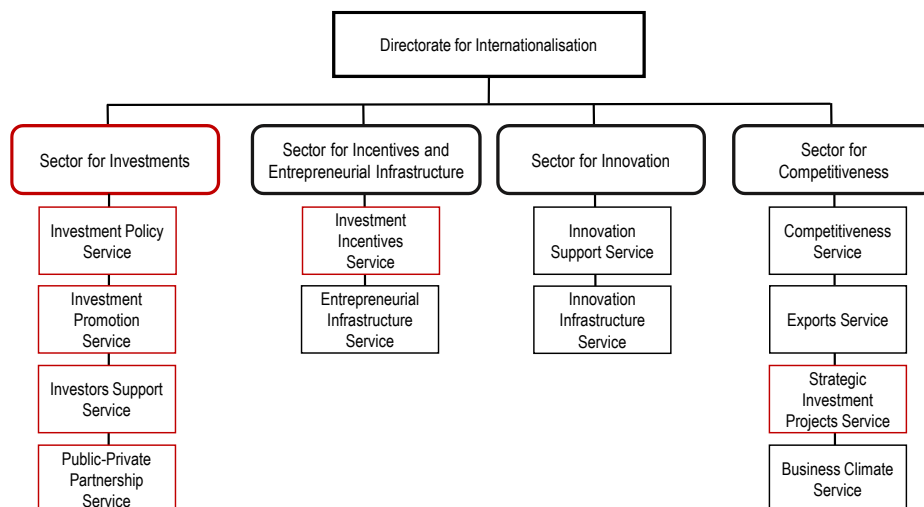 Directorate for Internationalisation
Sector for Investments
Sector for Incentives and
Entrepreneurial Infrastructure
Sector for Innovation
Sector for
Competitiveness
Investment Policy
Service
Investment
Promotion
Service
Investors Support
Service
Public-Private
Partnership
Service
Investment
Incentives
Service
Entrepreneurial
Infrastructure
Service
Innovation
Support Service
Innovation
Infrastructure
Service
Competitiveness
Service
Exports Service
Strategic
Investment
Projects Service
Business Climate
Service